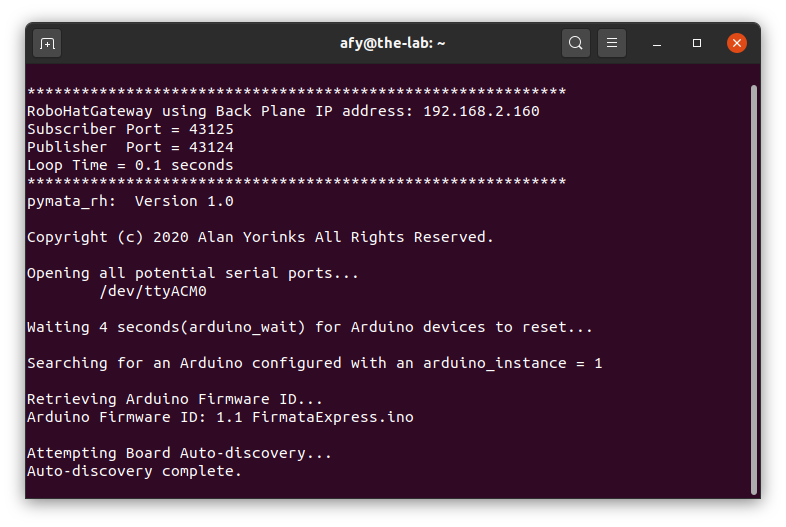 afy@the-lab: ~
************************************************************
RoboHatGateway using Back Plane IP address: 192.168.2.160
Subscriber Port = 43125
Publisher  Port = 43124
Loop Time = 0.1 seconds
************************************************************
pymata_rh:  Version 1.0
Copyright (c) 2020 Alan Yorinks All Rights Reserved.
Opening all potential serial ports...
        /dev/ttyACM0
Waiting 4 seconds(arduino_wait) for Arduino devices to reset...
Searching for an Arduino configured with an arduino_instance = 1
Retrieving Arduino Firmware ID...
Arduino Firmware ID: 1.1 FirmataExpress.ino
Attempting Board Auto-discovery...
Auto-discovery complete.